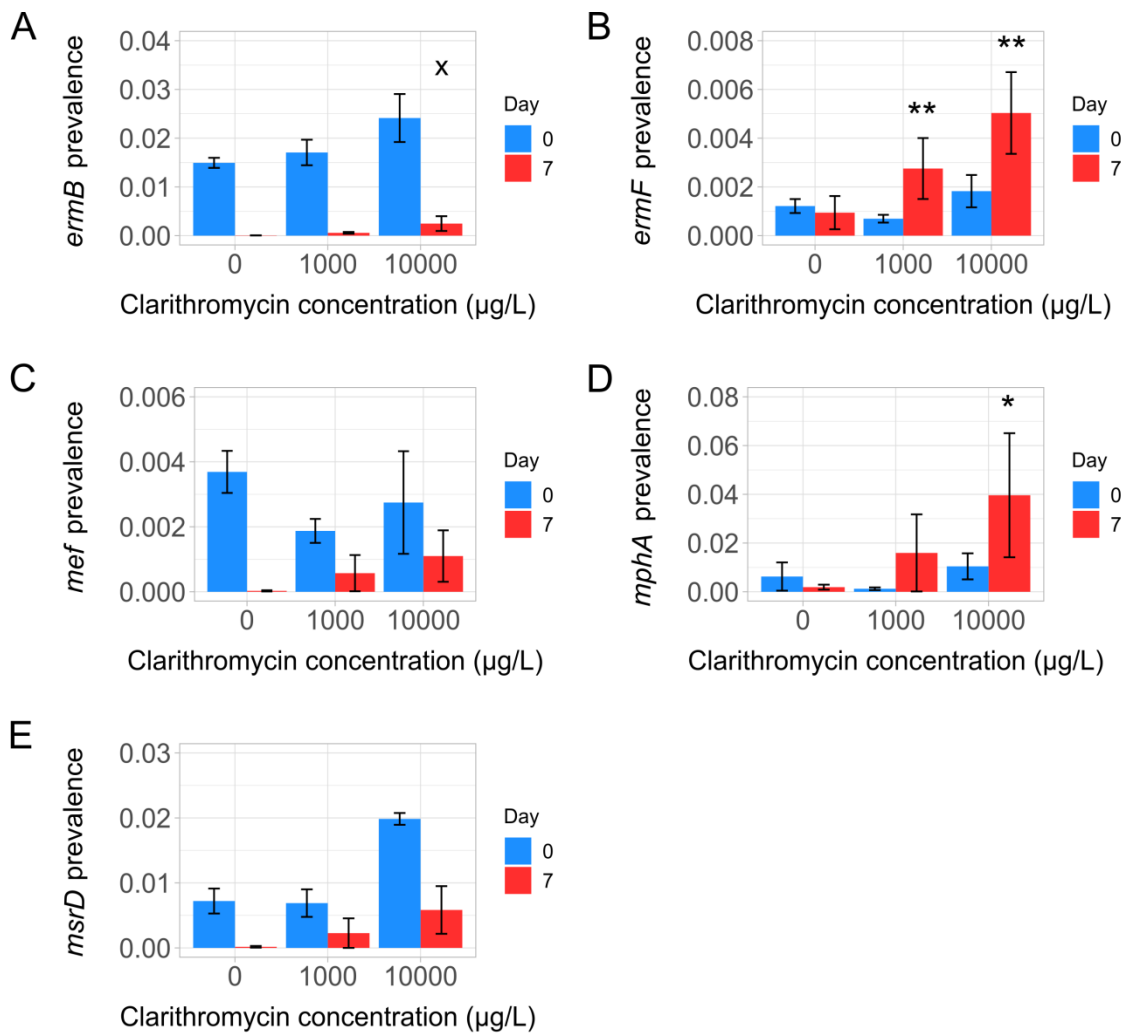 A
0.04
0.03
0.02
0.01
0.00
ermB prevalence
x
0
1000
10000
Clarithromycin concentration (µg/L)
Day
0
7
B
0.008
0.006
0.004
0.002
0.000
ermF prevalence
**
**
0
1000
10000
Clarithromycin concentration (µg/L)
Day
0
7
C
0.006
0.004
0.002
0.000
mef prevalence
0
1000
10000
Clarithromycin concentration (µg/L)
Day
0
7
D
0.08
0.06
0.04
0.02
0.00
mphA prevalence
*
0
1000
10000
Clarithromycin concentration (µg/L)
Day
0
7
E
0.03
0.02
0.01
0.00
msrD prevalence
0
1000
10000
Clarithromycin concentration (µg/L)
Day
0
7